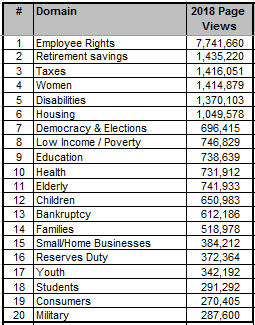 # Domain 2018 Page Views
1 Employee Rights 7,741,660
2 Retirement savings 1,435,220
3 Taxes 1,416,051
4 Women 1,414,879
5 Disabilities 1,370,103
6 Housing 1,049,578
7 Democracy & Elections 696,415
8 Low Income / Poverty 746,829
9 Education 738,639
10 Health 731,912
11 Elderly 741,933
12 Children 650,983
13 Bankruptcy 612,186
14 Families 518,978
15 Small/Home Businesses 384,212
16 Reserves Duty 372,364
17 Youth 342,192
18 Students 291,292
19 Consumers 270,405
20 Military 287,600